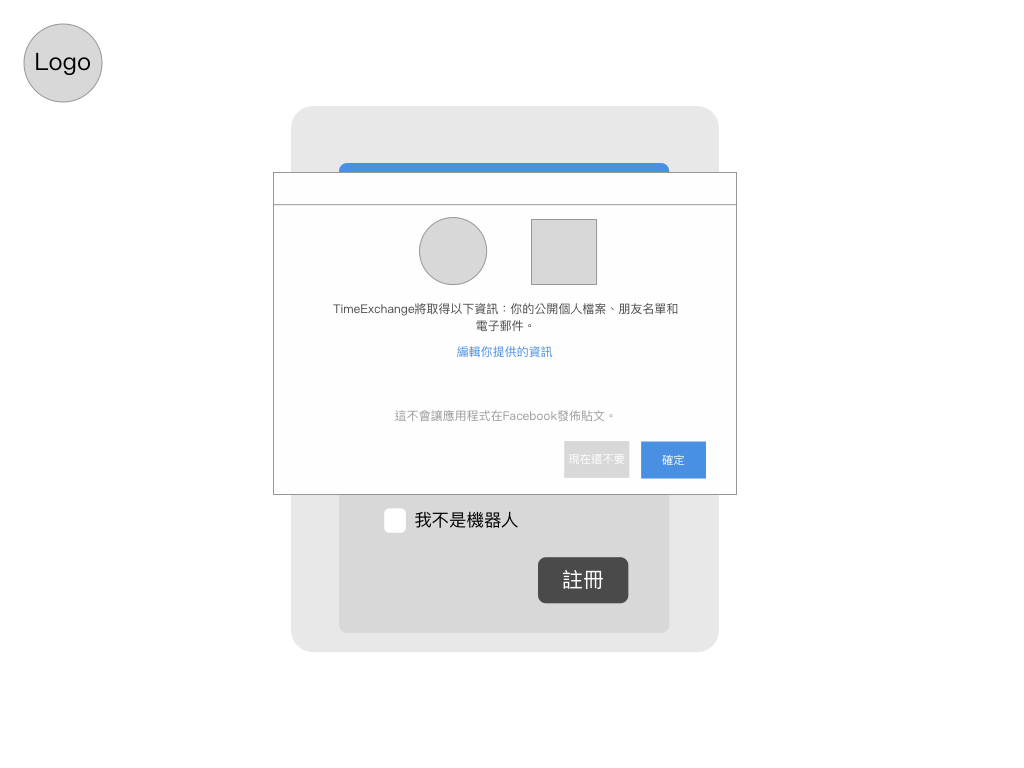 Logo
TimeExchange將取得以下資訊：你的公開個人檔案、朋友名單和
電子郵件。
編輯你提供的資訊
這不會讓應用程式在Facebook發佈貼文。
現在還不要
確定
我不是機器人
註冊